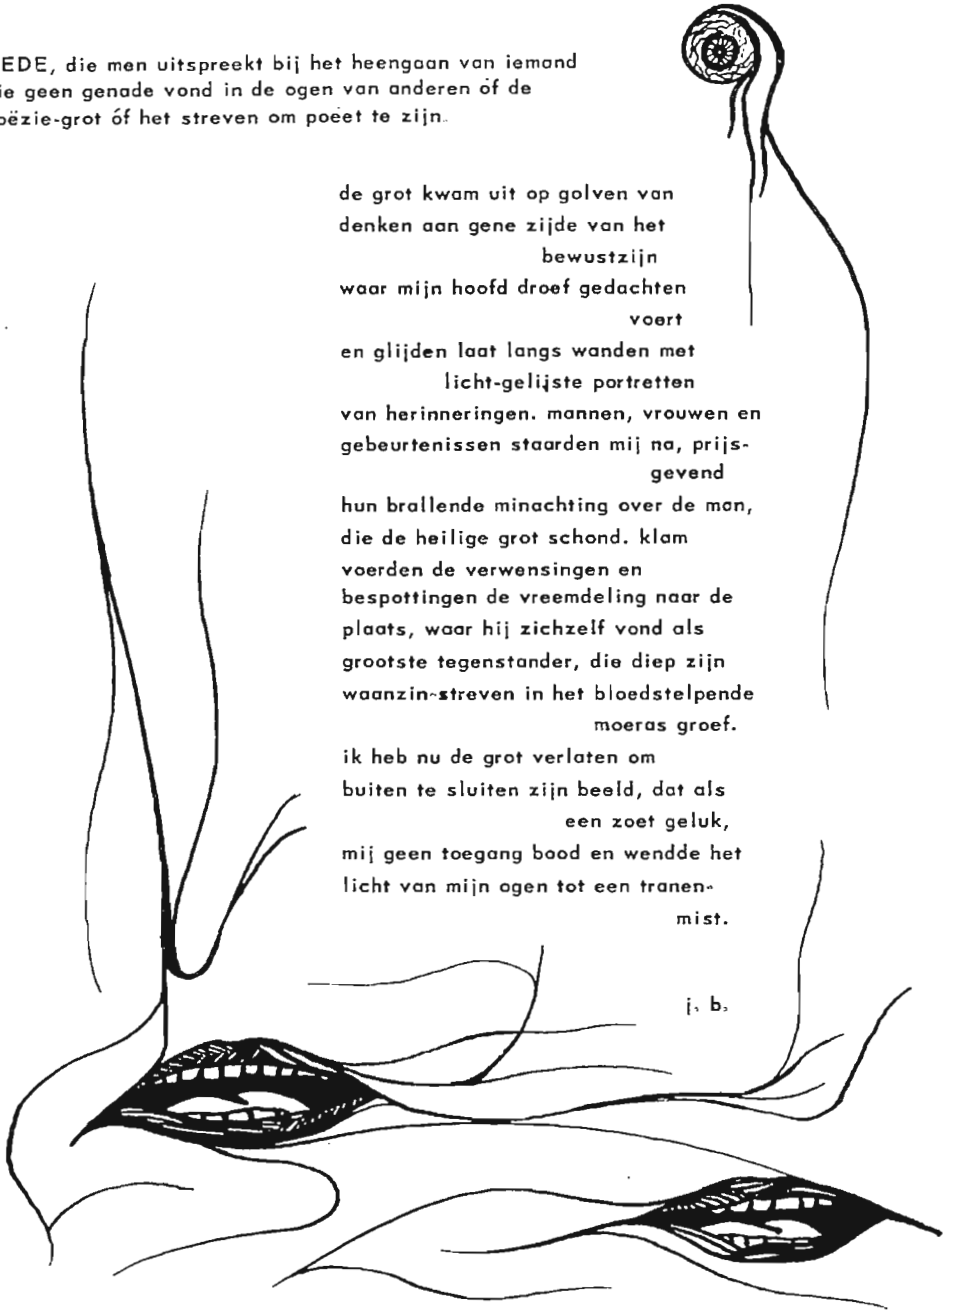 EDE, die men uitspreekt bij het heengaan van iemand
ie geen genade vond in de ogen van anderen óf de
oëzie-grot óf het streven om poëet te zijn.
de grot kwam uit op golven van
denken aan gene zijde van het
bewustzijn
waar mijn hoofd droef gedachten
voert
en glijden laat langs wanden met
licht-gelijste portretten
van herinneringen. mannen, vrouwen en
gebeurtenissen staarden mij na, prijs-
gevend
hun brallende minachting over de man,
die de heilige grot schond. klam
voerden de verwensingen en
bespottingen de vreemdeling naar de
plaats, waar hij zichzelf vond als
grootste tegenstander, die diep zijn
waanzin-streven in het bloedstelpende
moeras groef.
ik heb nu de grot verlaten om
buiten te sluiten zijn beeld, dat als
een zoet geluk,
mij geen toegang bood en wendde het
licht van mijn ogen tot een tranen-
mist.
j. b.